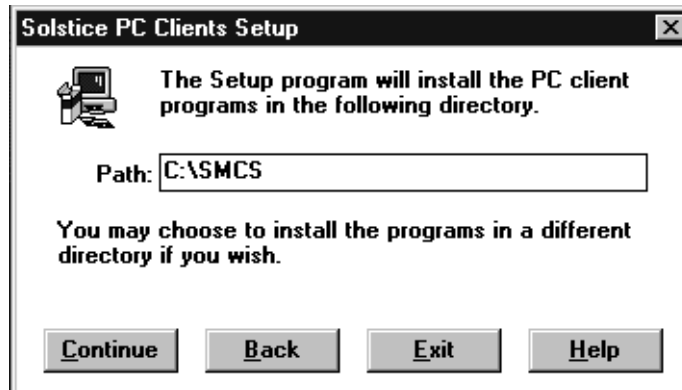 Solstice PC Clients Setup
The Setup program will install the PC client
programs in the following directory.
Path: C:\SMCS
You may choose to install the programs in a different
directory if you wish.
Continue Back Exit Help